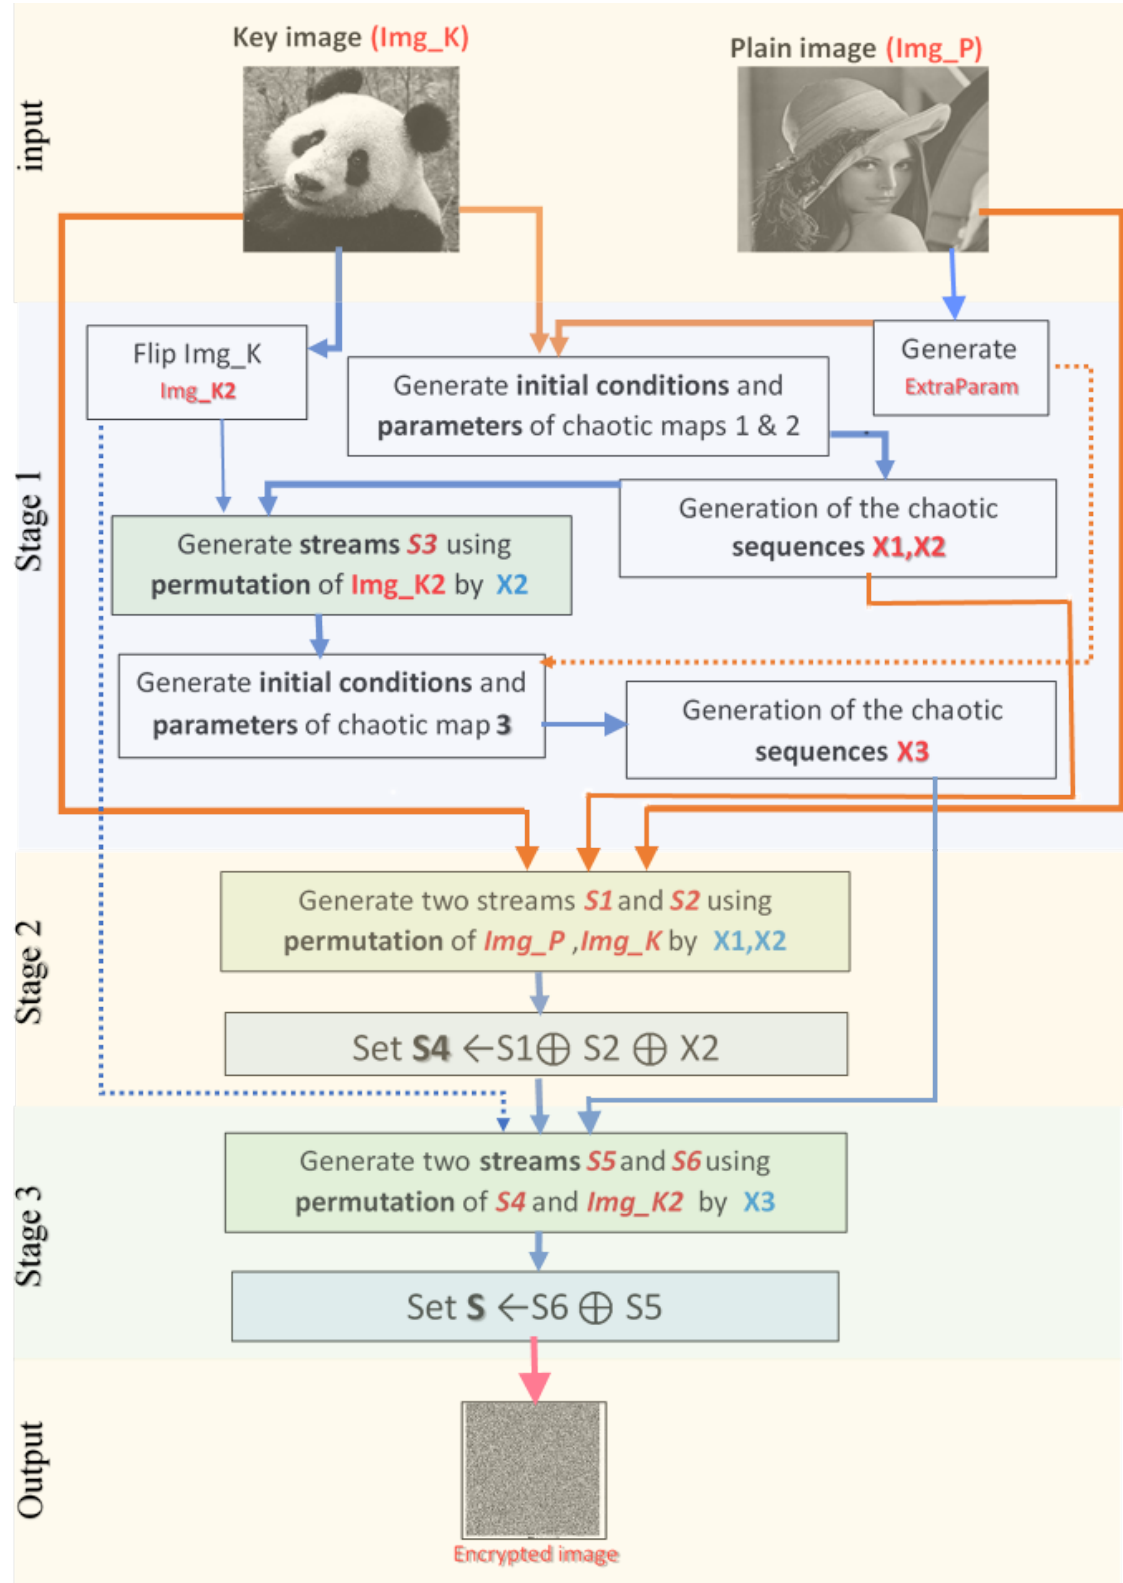 Key image (Img_K)
Plain image (Img_P)
input
Flip Img_K
Img_K2
Generate initial conditions and
parameters of chaotic maps 1 & 2
Generate
ExtraParam
Stage 1
Generation of the chaotic
sequences X1,X2
Generate streams S3 using
permutation of Img_K2 by X2
Generate initial conditions and
parameters of chaotic map 3
Generation of the chaotic
sequences X3
Stage 2
Generate two streams S1 and S2 using
permutation of Img_P ,Img_K by X1,X2
Set S4 ←S1⊕ S2 ⊕ X2
Stage 3
Generate two streams S5 and S6 using
permutation of S4 and Img_K2 by X3
Set S ←S6 ⊕ S5
Output
Encrypted image